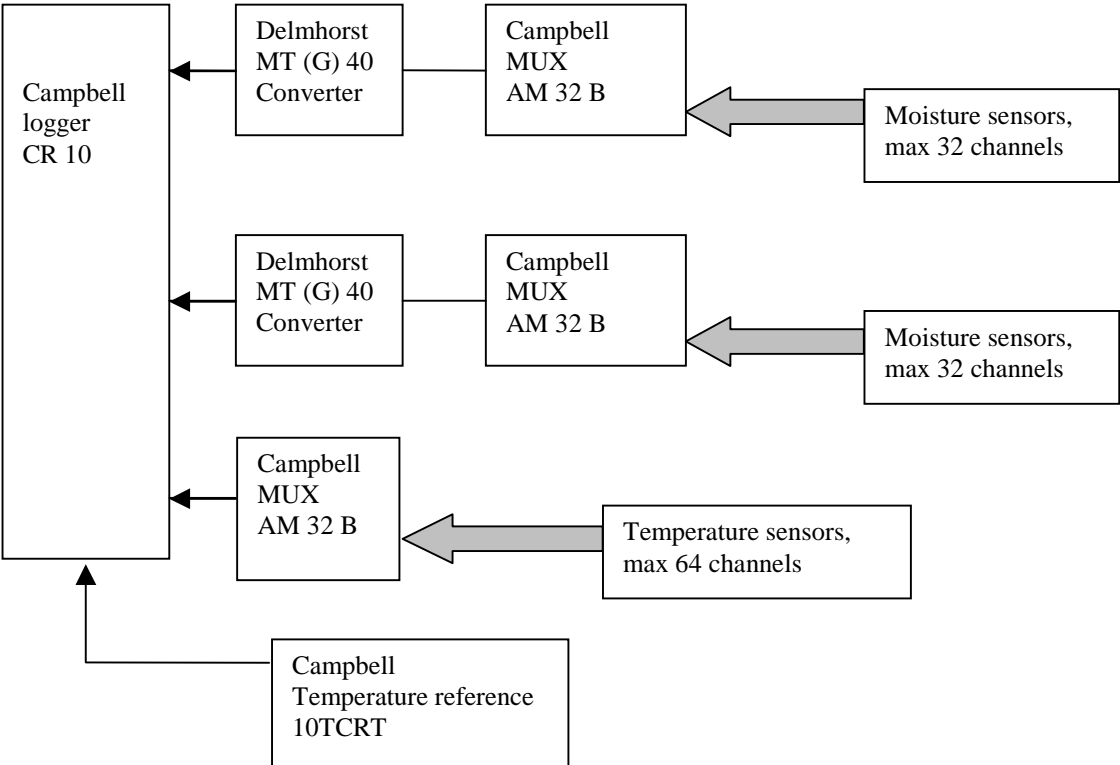 Campbell
logger
CR 10
Delmhorst
MT (G) 40
Converter
Campbell
MUX
AM 32 B
Moisture sensors,
max 32 channels
Delmhorst
MT (G) 40
Converter
Campbell
MUX
AM 32 B
Moisture sensors,
max 32 channels
Campbell
MUX
AM 32 B
Temperature sensors,
max 64 channels
Campbell
Temperature reference
10TCRT